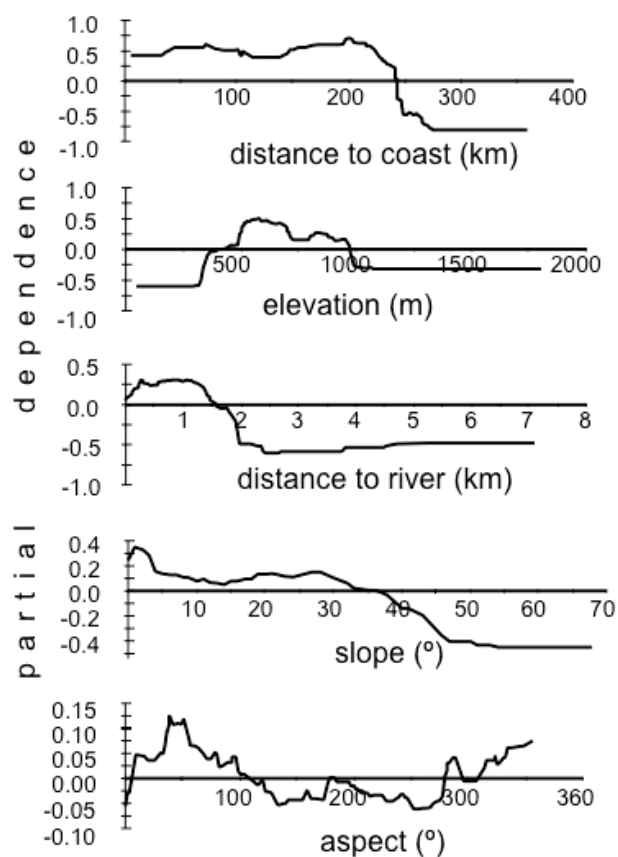 partial dependence
1.0
0.5
0.0
-0.5
-1.0
100 200 300 400
distance to coast (km)
1.0
0.5
0.0
-0.5
-1.0
500 1000 1500 2000
elevation (m)
0.5
0.0
-0.5
-1.0
1 2 3 4 5 6 7 8
distance to river (km)
0.4
0.2
0.0
-0.2
-0.4
10 20 30 40 50 60 70
slope (º)
0.15
0.10
0.05
0.00
-0.05
-0.10
100 200 300 360
aspect (º)